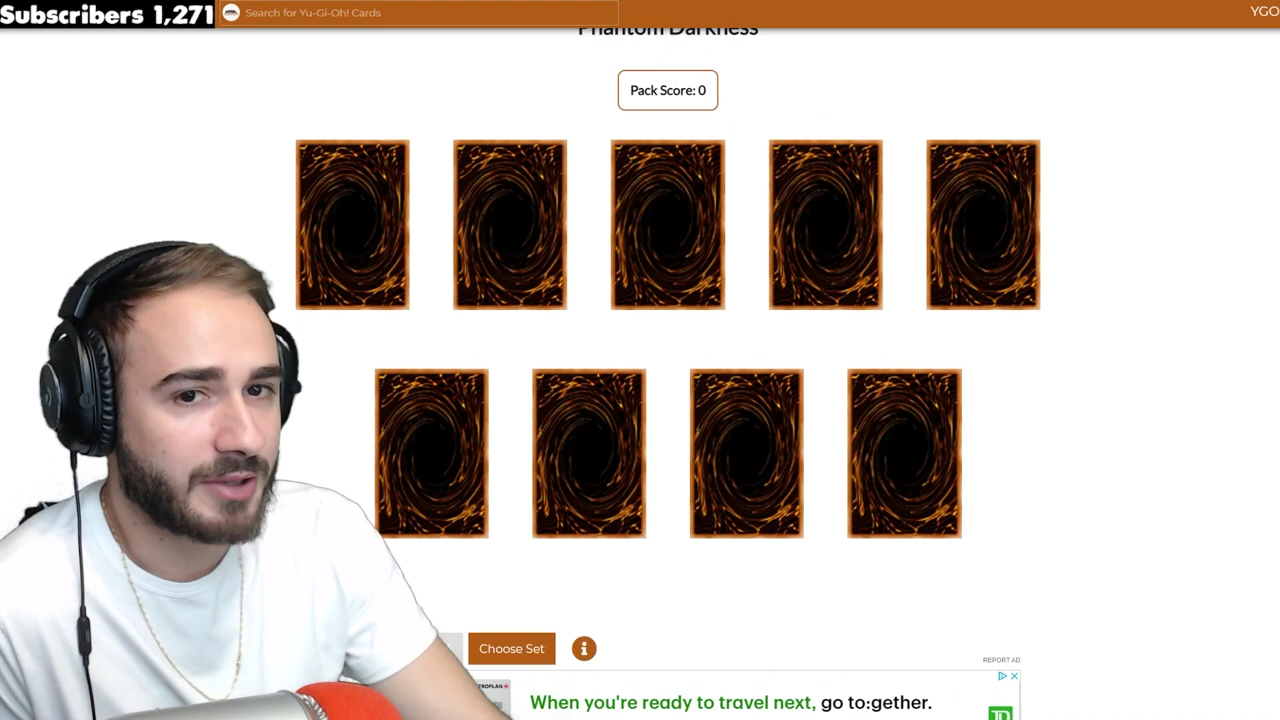 Subscribers 1,271
Search for Yu-Gi-Oh! Cards
YGO
Phantom Darkness
Pack Score: 0
Choose Set
REPORT AD
When you're ready to travel next, go to:gether.